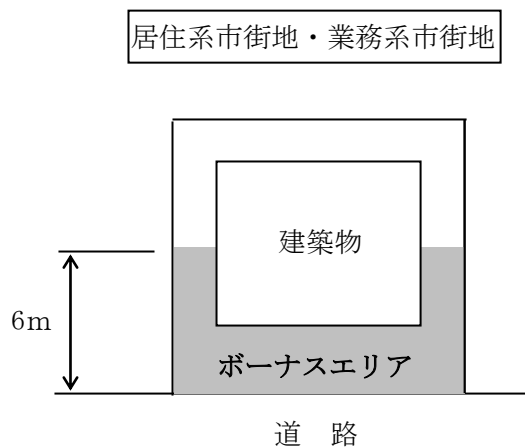 居住系市街地・業務系市街地
建築物
6m
ボーナスエリア
道 路